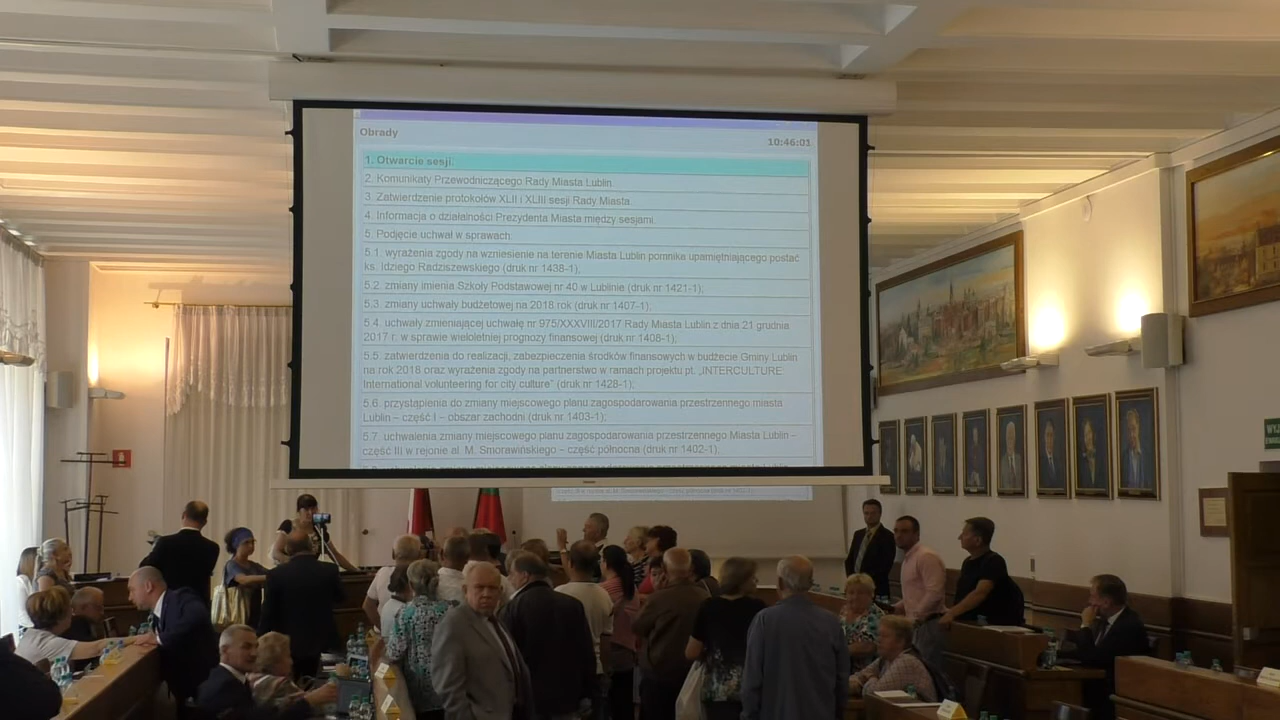 Obrady
10:46:01
1. Otwarcie sesji.
2. Komunikaty Przewodniczącego Rady Miasta Lublin.
3. Zatwierdzenie protokołów XLII i XLIII sesji Rady Miasta.
4. Informacja o działalności Prezydenta Miasta między sesjami.
5. Podjęcie uchwał w sprawach:
5.1. wyrażenia zgody na wzniesienie na terenie Miasta Lublin pomnika upamiętniającego postać
ks. Idziego Radziszewskiego (druk nr 1438-1);
5.2. zmiany imienia Szkoły Podstawowej nr 40 w Lublinie (druk nr 1421-1);
5.3. zmiany uchwały budżetowej na 2018 rok (druk nr 1407-1);
5.4. uchwały zmieniającej uchwałę nr 975/XXXVIII/2017 Rady Miasta Lublin z dnia 21 grudnia
2017 r. w sprawie wieloletniej prognozy finansowej (druk nr 1408-1);
5.5. zatwierdzenia do realizacji, zabezpieczenia środków finansowych w budżecie Gminy Lublin
na rok 2018 oraz wyrażenia zgody na partnerstwo w ramach projektu pt. „INTERCULTURE:
International volunteering for city culture" (druk nr 1428-1);
5.6. przystąpienia do zmiany miejscowego planu zagospodarowania przestrzennego miasta
Lublin – część I – obszar zachodni (druk nr 1403-1);
5.7. uchwalenia zmiany miejscowego planu zagospodarowania przestrzennego Miasta Lublin –
część III w rejonie al. M. Smorawińskiego – część północna (druk nr 1402-1)